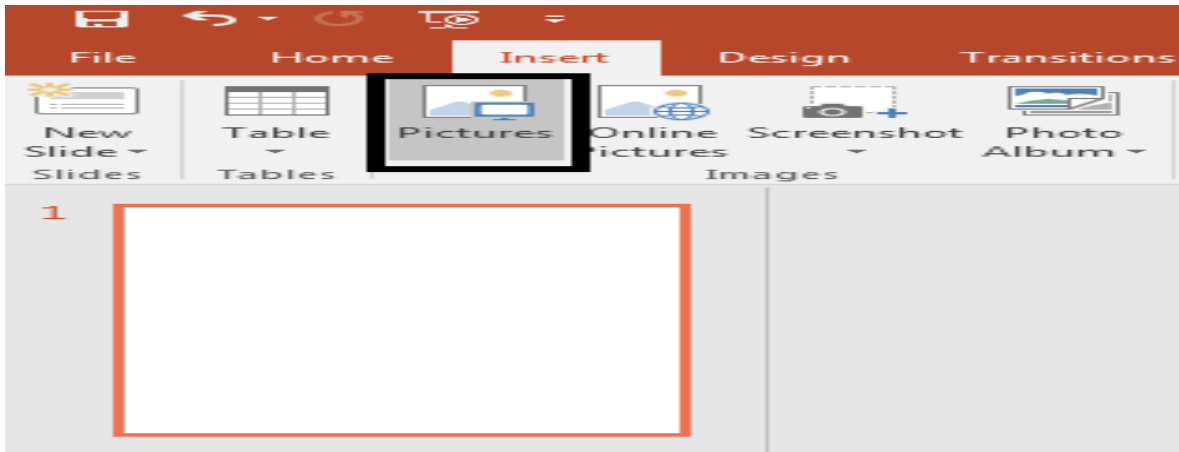 File Home Insert Design Transitions
New Table Pictures Online Screenshot Photo
Slide Pictures Album
Slides Tables Images
1